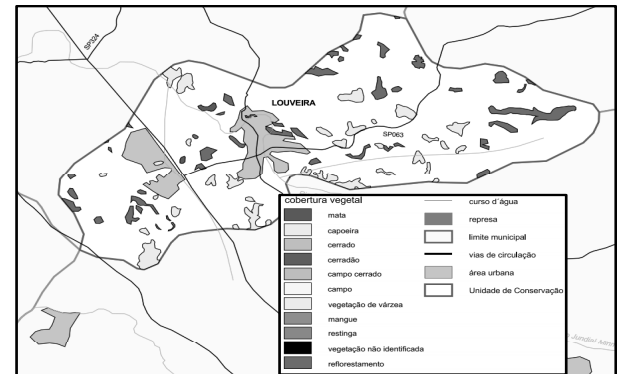 SP324
LOUVEIRA
SP063
cobertura vegetal
mata
capoeira
cerrado
cerradão
campo cerrado
campo
vegetação de várzea
mangue
restinga
vegetação não identificada
reflorestamento
curso d´água
represa
limite municipal
vias de circulação
área urbana
Unidade de Conservação